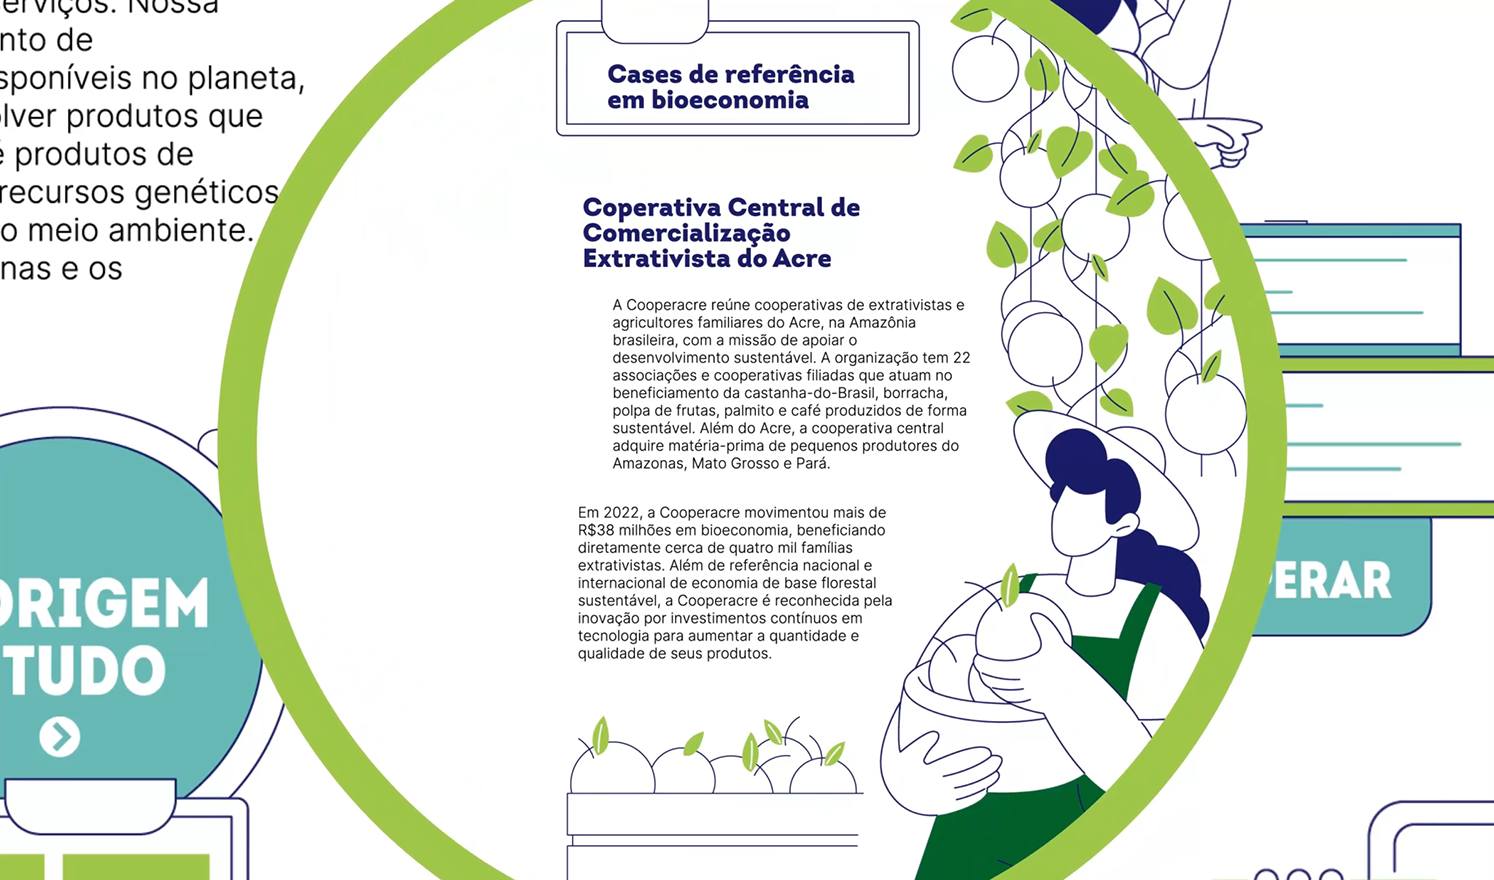 serviços. Nossa
nto de
sponíveis no planeta,
olver produtos que
é produtos de
recursos genéticos
o meio ambiente.
nas e os
Cases de referência
em bioeconomia
Coperativa Central de
Comercialização
Extrativista do Acre
A Cooperacre reúne cooperativas de extrativistas e
agricultores familiares do Acre, na Amazônia
brasileira, com a missão de apoiar o
desenvolvimento sustentável. A organização tem 22
associações e cooperativas filiadas que atuam no
beneficiamento da castanha-do-Brasil, borracha,
polpa de frutas, palmito e café produzidos de forma
sustentável. Além do Acre, a cooperativa central
adquire matéria-prima de pequenos produtores do
Amazonas, Mato Grosso e Pará.
Em 2022, a Cooperacre movimentou mais de
R$38 milhões em bioeconomia, beneficiando
diretamente cerca de quatro mil famílias
extrativistas. Além de referência nacional e
internacional de economia de base florestal
sustentável, a Cooperacre é reconhecida pela
inovação por investimentos contínuos em
tecnologia para aumentar a quantidade e
qualidade de seus produtos.
ORIGEM
TUDO
ERAR